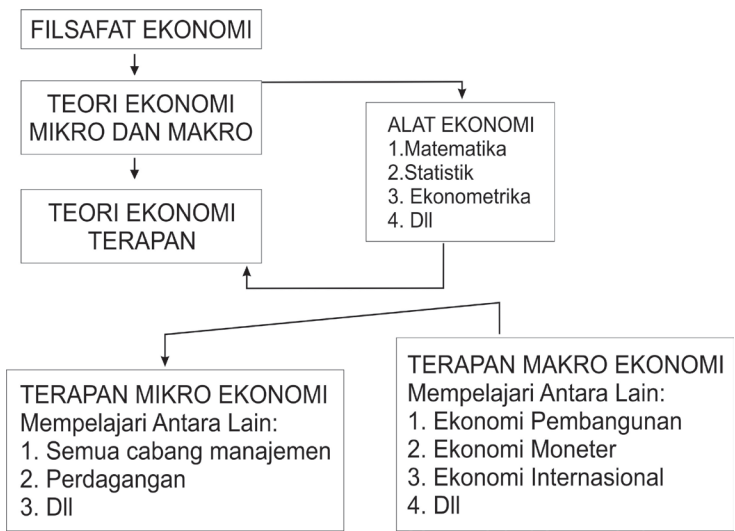 FILSAFAT EKONOMI
TEORI EKONOMI
MIKRO DAN MAKRO
ALAT EKONOMI
1.Matematika
2.Statistik
3. Ekonometrika
4. Dll
TEORI EKONOMI
TERAPAN
TERAPAN MIKRO EKONOMI
Mempelajari Antara Lain:
1. Semua cabang manajemen
2. Perdagangan
3. Dll
TERAPAN MAKRO EKONOMI
Mempelajari Antara Lain:
1. Ekonomi Pembangunan
2. Ekonomi Moneter
3. Ekonomi Internasional
4. Dll